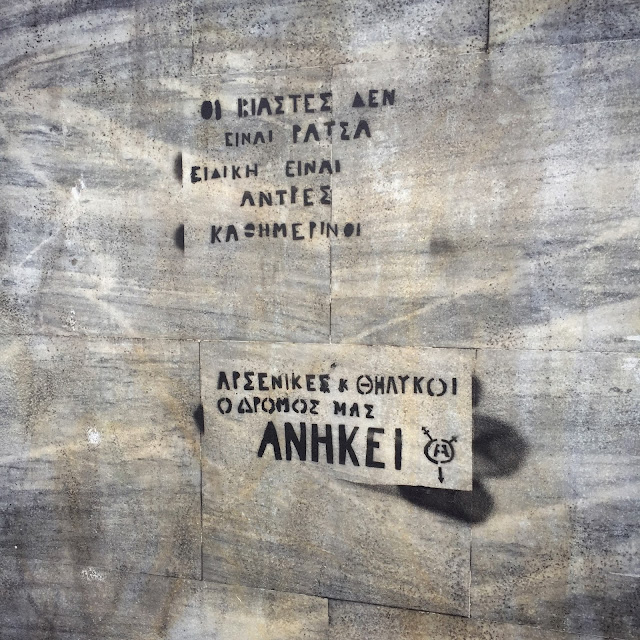 ΟΙ ΒΙΑΣΤΕΣ ΔΕΝ
ΕΙΝΑΙ ΡΑΤΣΑ
ΕΙΔΙΚΗ ΕΙΝΑΙ
ΑΝΤΡΕΣ
ΚΑΘΗΜΕΡΙΝΟΙ
ΑΡΣΕΝΙΚΕΣ Κ ΘΗΛΥΚΟΙ
Ο ΔΡΟΜΟΣ ΜΑΣ
ΑΝΗΚΕΙ